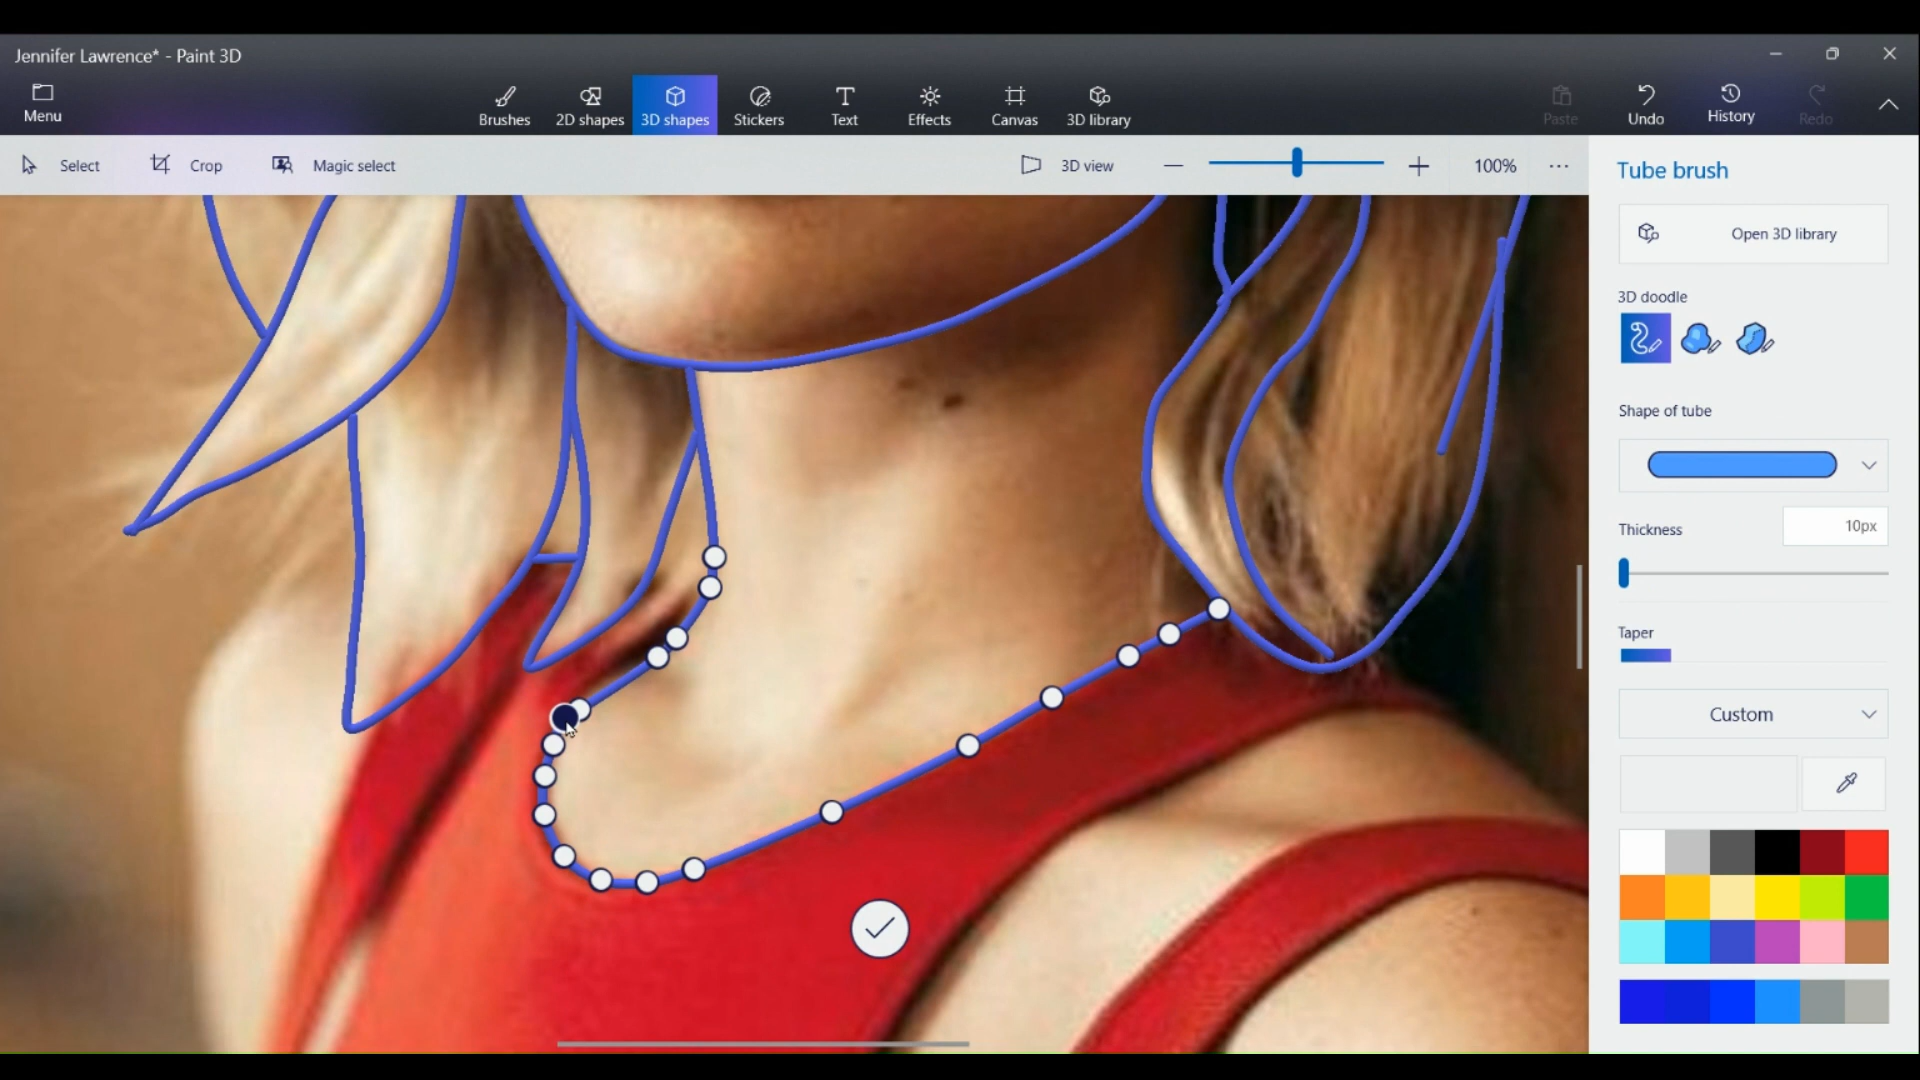 Jennifer Lawrence* - Paint 3D
Menu
Brushes
2D shapes
3D shapes
Stickers
Text
Effects
Canvas
3D library
Paste
Undo
History
Redo
Select
Crop
Magic select
3D view
100%
Tube brush
Open 3D library
3D doodle
Shape of tube
Thickness
10px
Taper
Custom